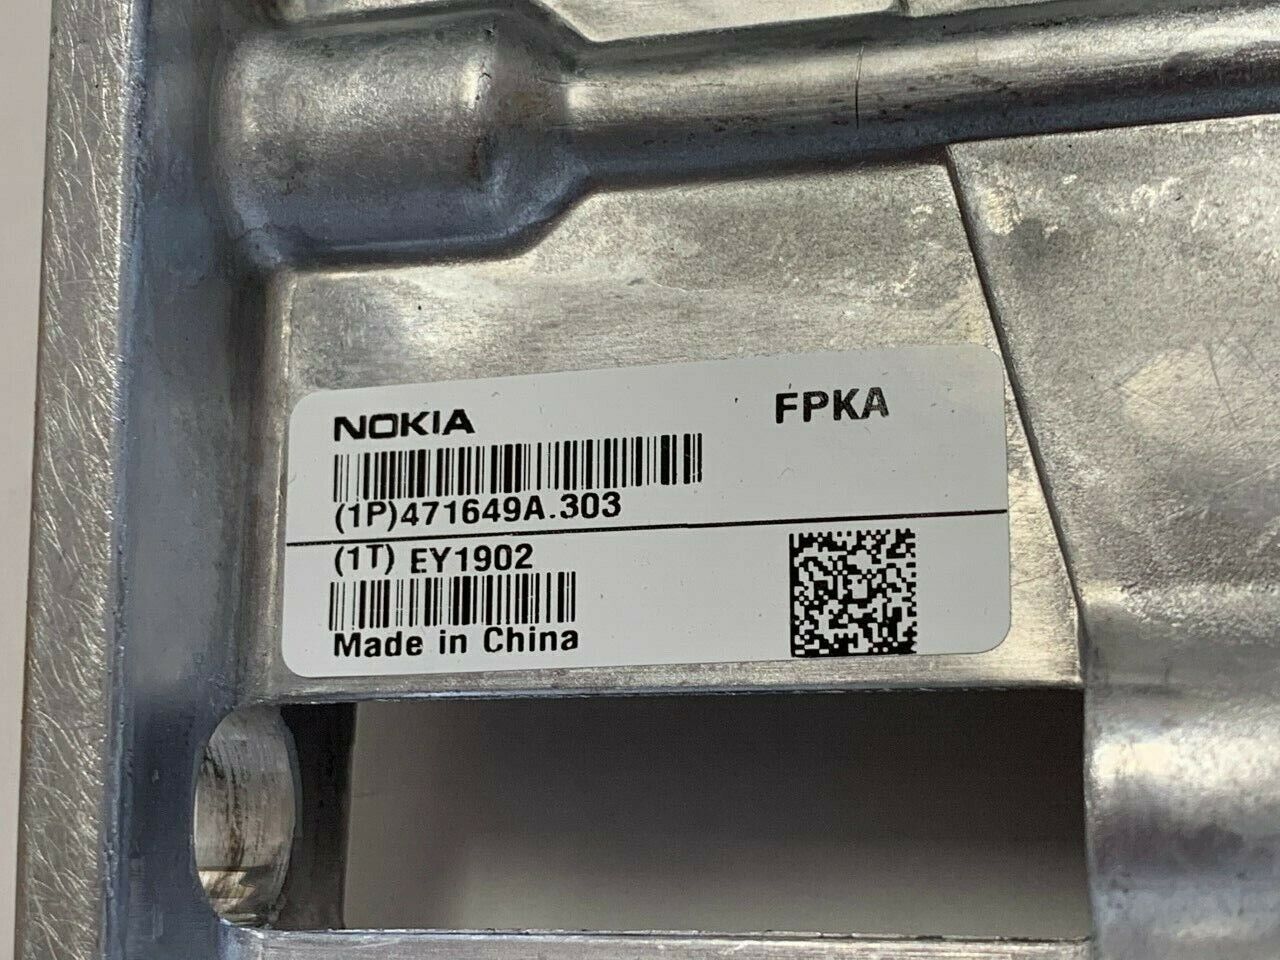 NOKIA FPKA
(1P)471649A.303
(1T) EY1902
Made in China